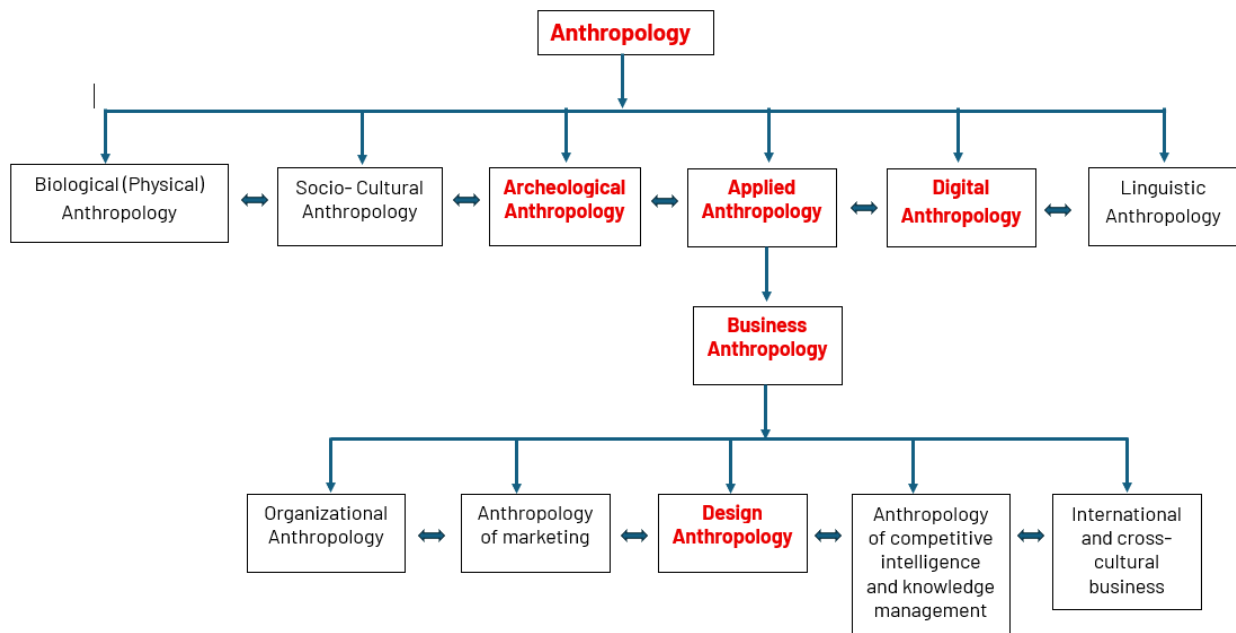 Anthropology
Biological (Physical)
Anthropology
Socio- Cultural
Anthropology
Archeological
Anthropology
Applied
Anthropology
Digital
Anthropology
Linguistic
Anthropology
Business
Anthropology
Organizational
Anthropology
Anthropology
of marketing
Design
Anthropology
Anthropology
of competitive
intelligence
and knowledge
management
International
and cross-
cultural
business